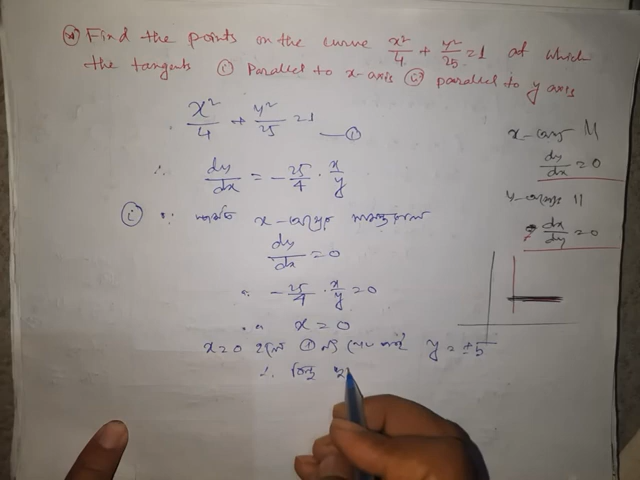 Find the points on the curve x²/4 + y²/25 = 1 at which
the tangents (i) Parallel to x-axis (ii) parallel to y axis
x²/4 + y²/25 = 1 —(1)
∴ dy/dx = -25/4 · x/y
(i) ∵ স্পর্শক x-অক্ষের সমান্তরাল
dy/dx = 0
∴ -25/4 · x/y = 0
∴ x = 0
x = 0 হলে (1) নং থেকে পাই y = ±5
∴ বিন্দু
x-অক্ষ ||
dy/dx = 0
y-অক্ষ ||
dx/dy = 0